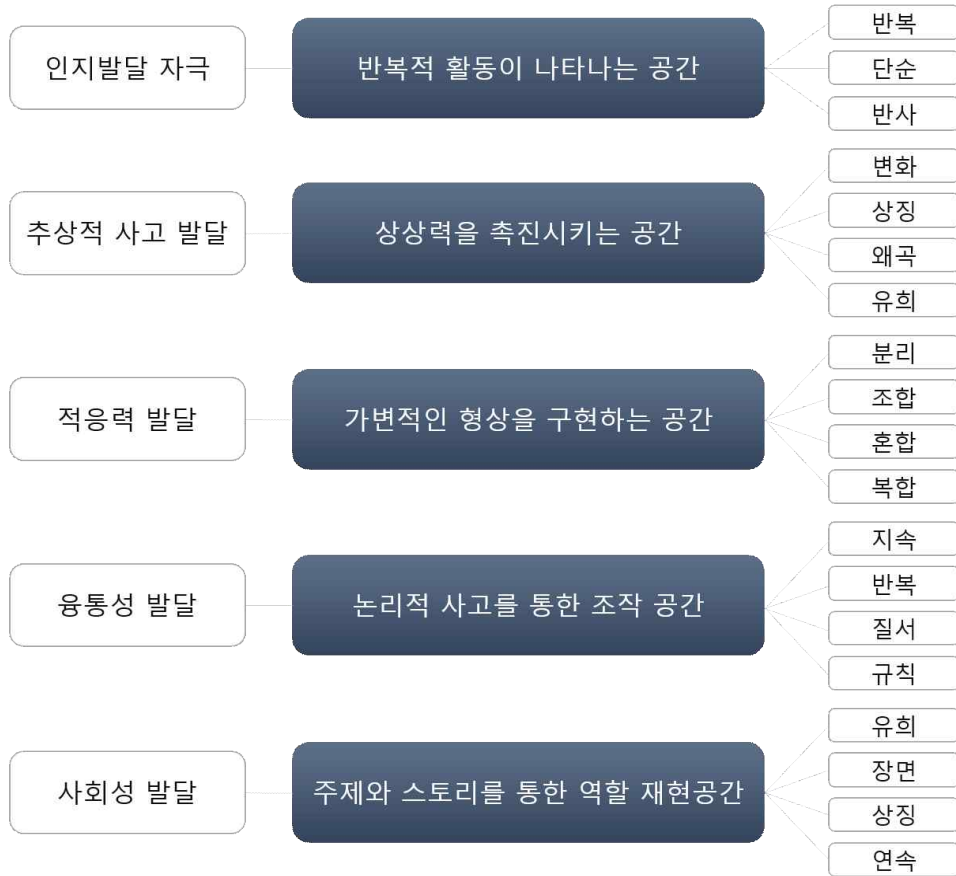 인지발달 자극
반복적 활동이 나타나는 공간
반복
단순
반사
추상적 사고 발달
상상력을 촉진시키는 공간
변화
상징
왜곡
유희
적응력 발달
가변적인 형상을 구현하는 공간
분리
조합
혼합
복합
융통성 발달
논리적 사고를 통한 조작 공간
지속
반복
질서
규칙
사회성 발달
주제와 스토리를 통한 역할 재현공간
유희
장면
상징
연속